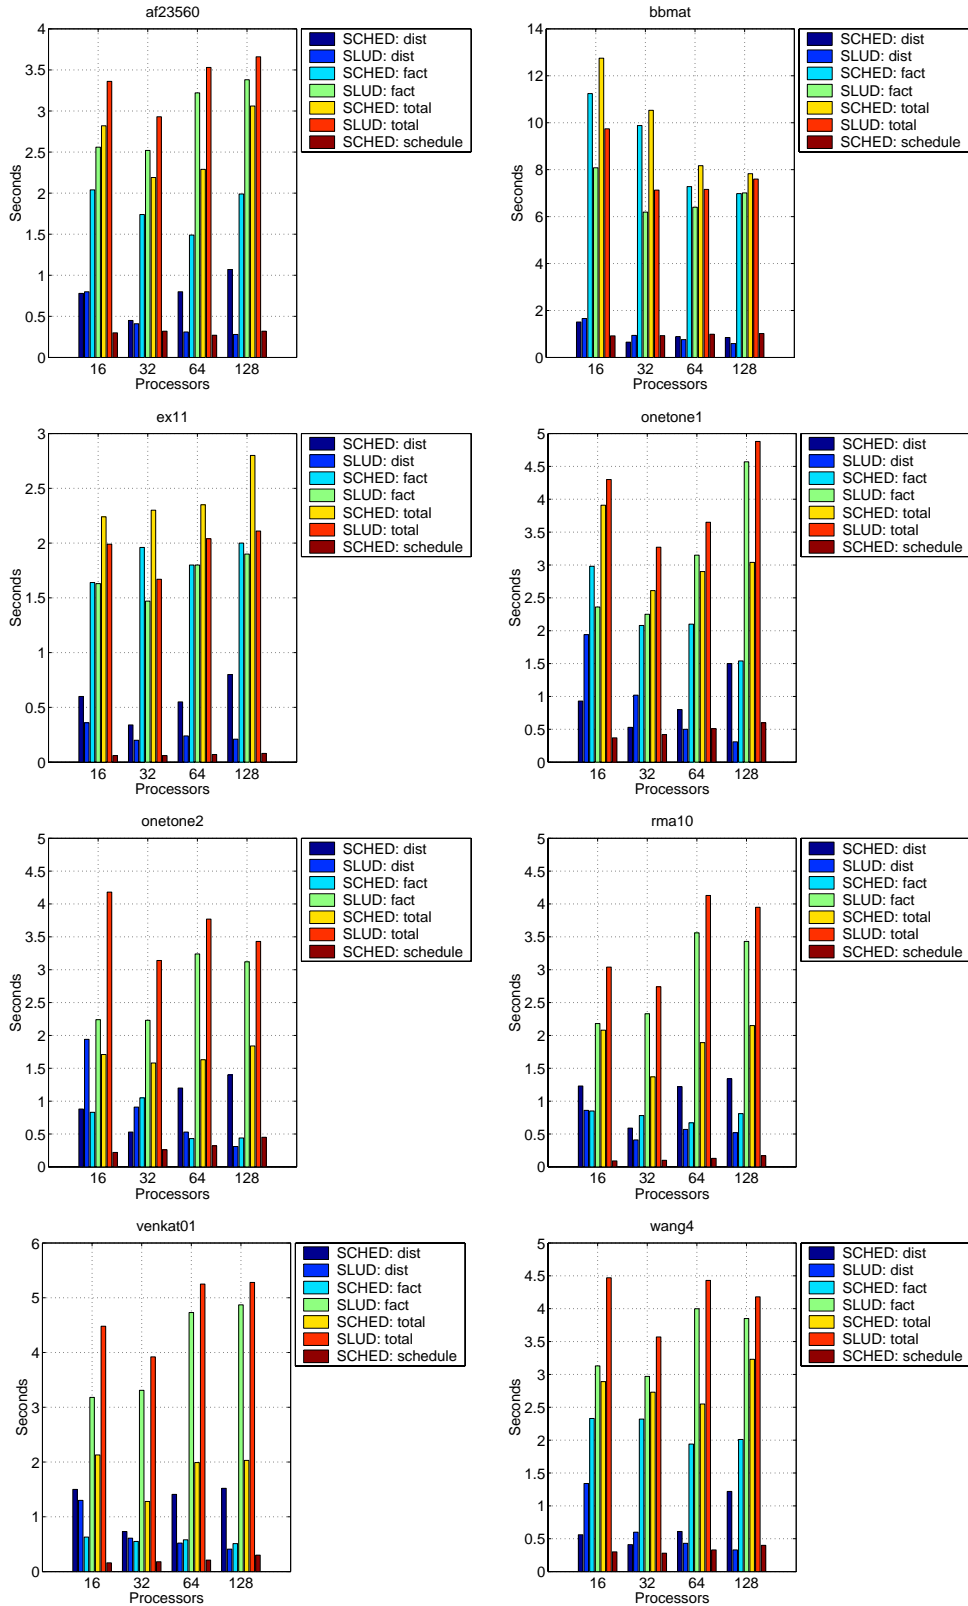 af23560
4
3.5
3
2.5
2
1.5
1
0.5
0
Seconds
16 32 64 128
Processors
SCHED: dist
SLUD: dist
SCHED: fact
SLUD: fact
SCHED: total
SLUD: total
SCHED: schedule
bbmat
14
12
10
8
6
4
2
0
Seconds
16 32 64 128
Processors
SCHED: dist
SLUD: dist
SCHED: fact
SLUD: fact
SCHED: total
SLUD: total
SCHED: schedule
ex11
3
2.5
2
1.5
1
0.5
0
Seconds
16 32 64 128
Processors
SCHED: dist
SLUD: dist
SCHED: fact
SLUD: fact
SCHED: total
SLUD: total
SCHED: schedule
onetone1
5
4.5
4
3.5
3
2.5
2
1.5
1
0.5
0
Seconds
16 32 64 128
Processors
SCHED: dist
SLUD: dist
SCHED: fact
SLUD: fact
SCHED: total
SLUD: total
SCHED: schedule
onetone2
5
4.5
4
3.5
3
2.5
2
1.5
1
0.5
0
Seconds
16 32 64 128
Processors
SCHED: dist
SLUD: dist
SCHED: fact
SLUD: fact
SCHED: total
SLUD: total
SCHED: schedule
rma10
5
4.5
4
3.5
3
2.5
2
1.5
1
0.5
0
Seconds
16 32 64 128
Processors
SCHED: dist
SLUD: dist
SCHED: fact
SLUD: fact
SCHED: total
SLUD: total
SCHED: schedule
venkat01
6
5
4
3
2
1
0
Seconds
16 32 64 128
Processors
SCHED: dist
SLUD: dist
SCHED: fact
SLUD: fact
SCHED: total
SLUD: total
SCHED: schedule
wang4
5
4.5
4
3.5
3
2.5
2
1.5
1
0.5
0
Seconds
16 32 64 128
Processors
SCHED: dist
SLUD: dist
SCHED: fact
SLUD: fact
SCHED: total
SLUD: total
SCHED: schedule